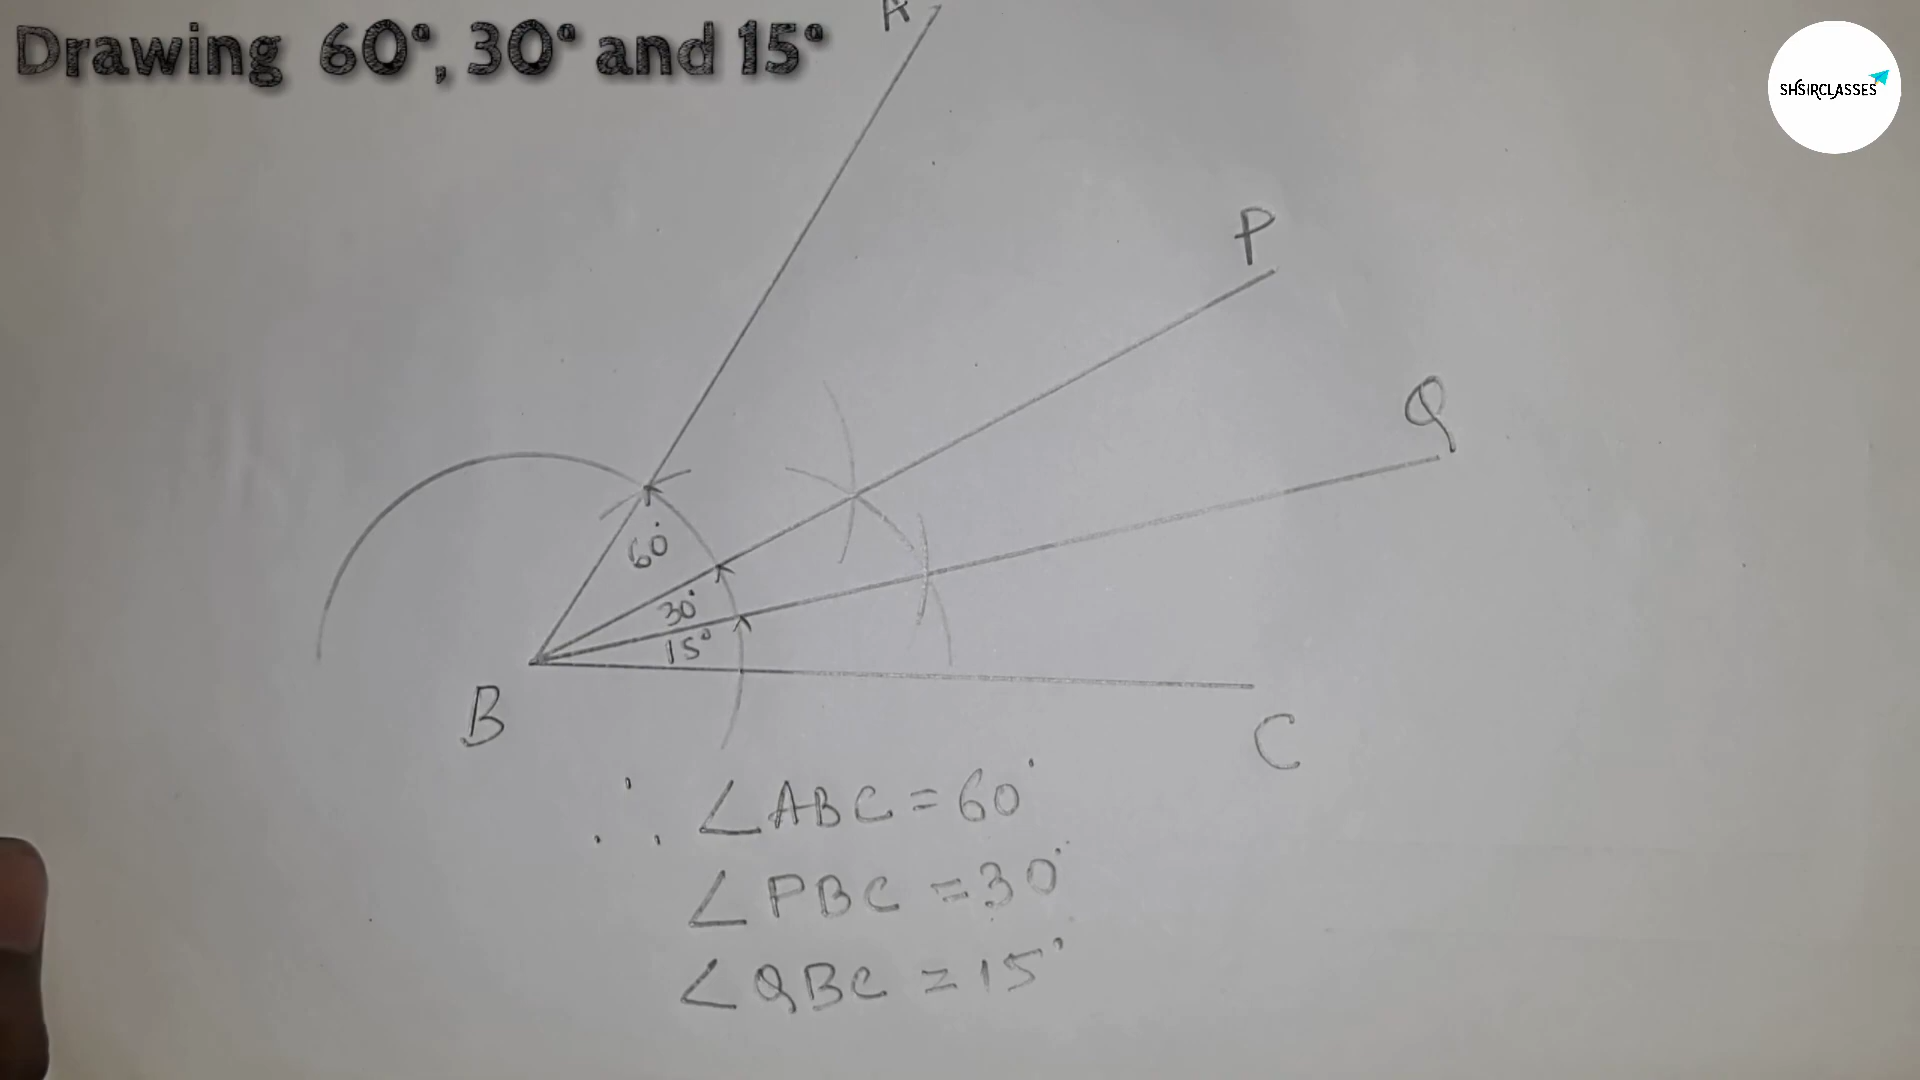 Drawing 60°, 30° and 15°
SHSIRCLASSES
A
P
Q
60°
30°
15°
B
C
∴ ∠ABC = 60°
∠PBC = 30°
∠QBC = 15°